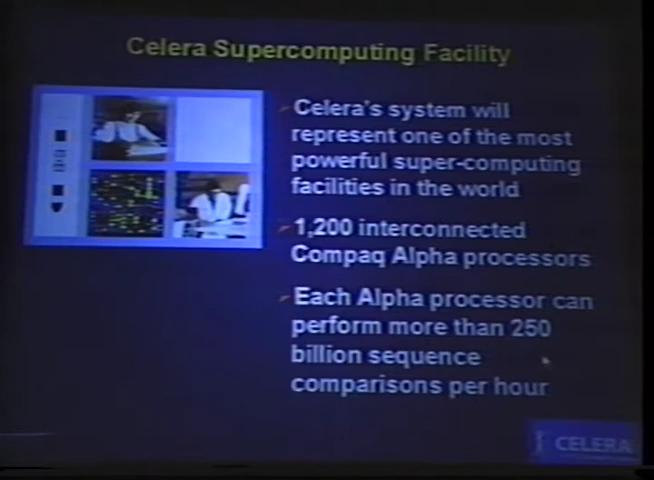 Celera Supercomputing Facility
Celera's system will
represent one of the most
powerful super-computing
facilities in the world
1,200 interconnected
Compaq Alpha processors
Each Alpha processor can
perform more than 250
billion sequence
comparisons per hour
CELERA